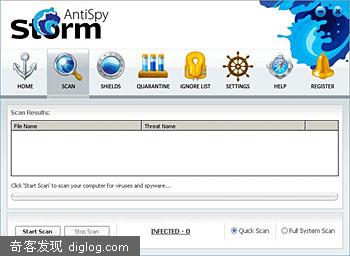 AntiSpy
Storm
HOME
SCAN
SHIELDS
QUARANTINE
IGNORE LIST
SETTINGS
HELP
REGISTER
Scan Results:
File Name
Threat Name
Click 'Start Scan' to scan your computer for viruses and spyware....
Start Scan
Stop Scan
INFECTED - 0
Quick Scan
Full System Scan
奇客发现 diglog.com